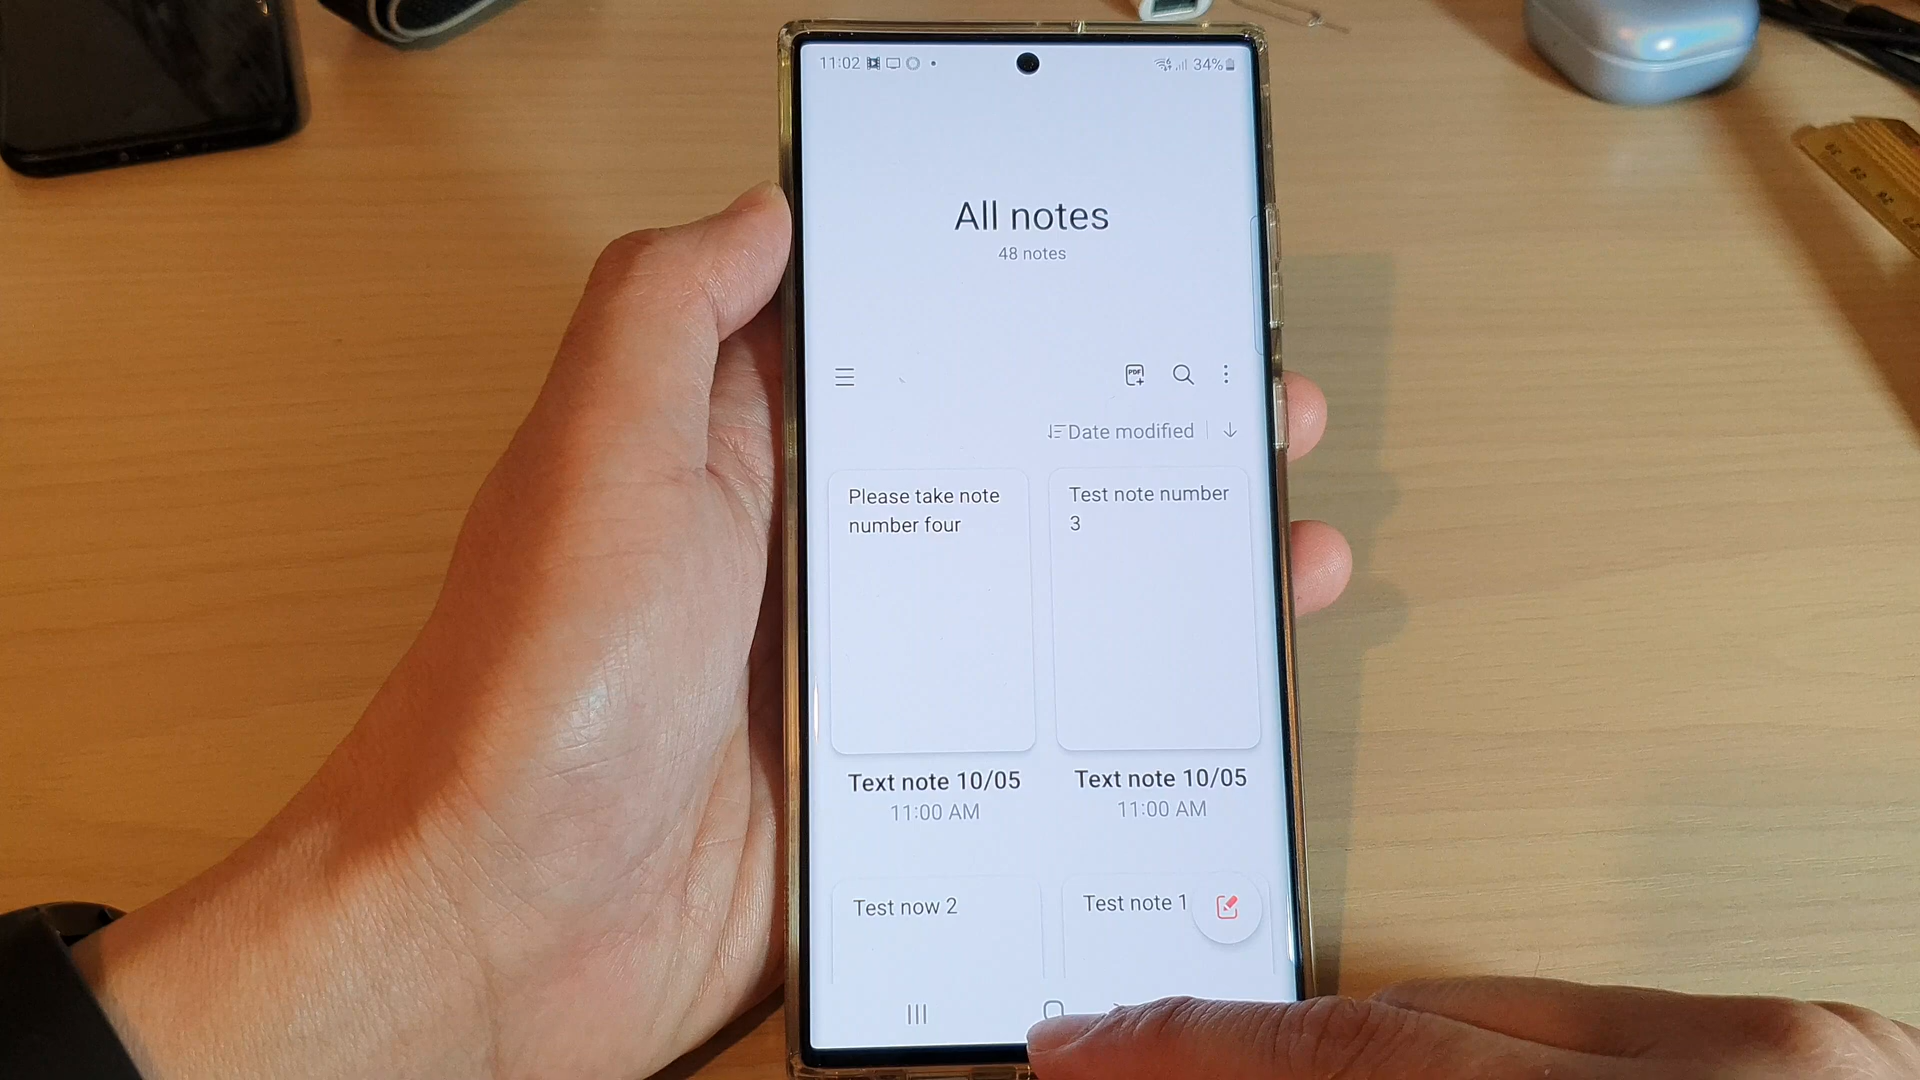 11:02
34%
All notes
48 notes
PDF
Date modified
Please take note
number four
Test note number
3
Text note 10/05
11:00 AM
Text note 10/05
11:00 AM
Test now 2
Test note 1